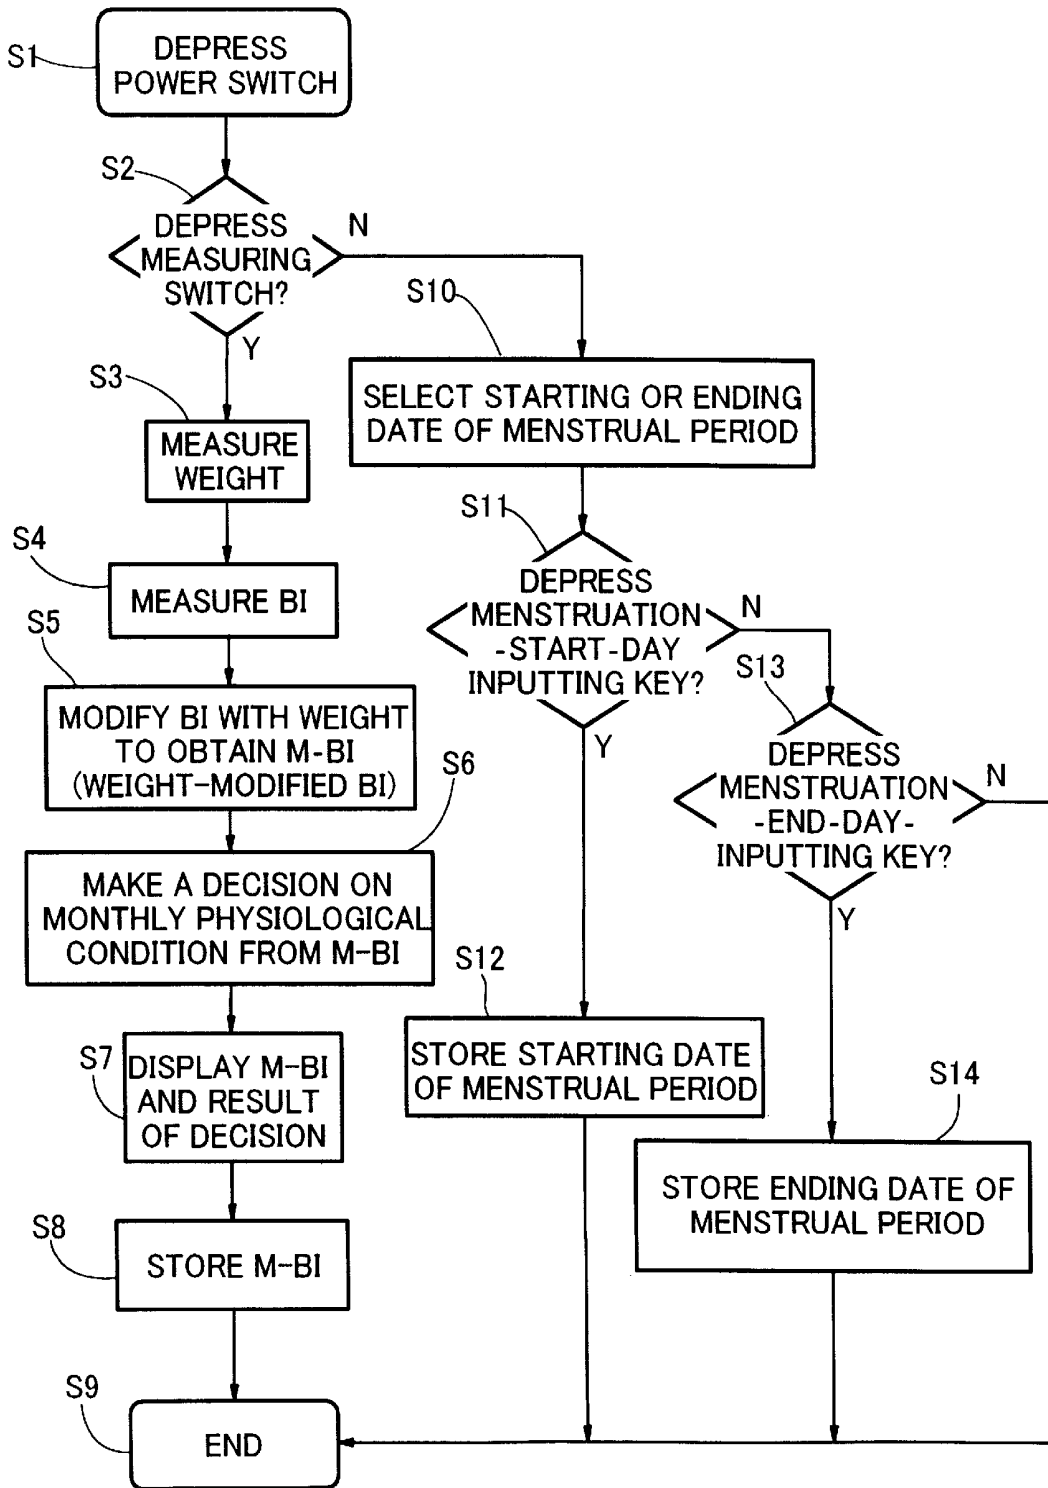 S1
DEPRESS
POWER SWITCH
S2
DEPRESS
MEASURING
SWITCH?
N
Y
S3
MEASURE
WEIGHT
S4
MEASURE BI
S5
MODIFY BI WITH WEIGHT
TO OBTAIN M-BI
(WEIGHT-MODIFIED BI)
S6
MAKE A DECISION ON
MONTHLY PHYSIOLOGICAL
CONDITION FROM M-BI
S7
DISPLAY M-BI
AND RESULT
OF DECISION
S8
STORE M-BI
S9
END
S10
SELECT STARTING OR ENDING
DATE OF MENSTRUAL PERIOD
S11
DEPRESS
MENSTRUATION
-START-DAY
INPUTTING KEY?
N
Y
S12
STORE STARTING DATE
OF MENSTRUAL PERIOD
S13
DEPRESS
MENSTRUATION
-END-DAY-
INPUTTING KEY?
N
Y
S14
STORE ENDING DATE OF
MENSTRUAL PERIOD